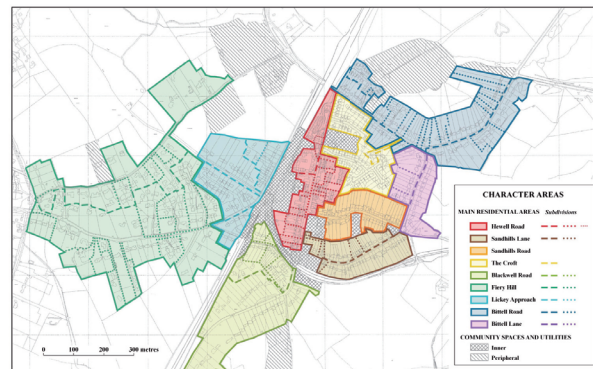 CHARACTER AREAS
MAIN RESIDENTIAL AREAS Subdivisions
Hewell Road
Sandhills Lane
Sandhills Road
The Croft
Blackwell Road
Fiery Hill
Lickey Approach
Bittell Road
Bittell Lane
COMMUNITY SPACES AND UTILITIES
Inner
Peripheral
0 100 200 300 metres